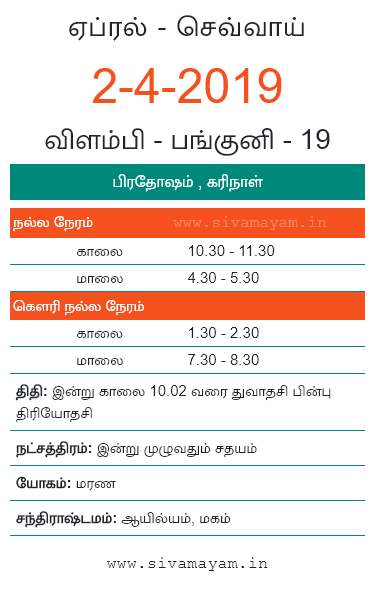 ஏப்ரல் - செவ்வாய்
2-4-2019
விளம்பி - பங்குனி - 19
பிரதோஷம் , கரிநாள்
நல்ல நேரம் www.sivamayam.in
காலை 10.30 - 11.30
மாலை 4.30 - 5.30
கௌரி நல்ல நேரம்
காலை 1.30 - 2.30
மாலை 7.30 - 8.30
திதி: இன்று காலை 10.02 வரை துவாதசி பின்பு
திரியோதசி
நட்சத்திரம்: இன்று முழுவதும் சதயம்
யோகம்: மரண
சந்திராஷ்டமம்: ஆயில்யம், மகம்
www.sivamayam.in